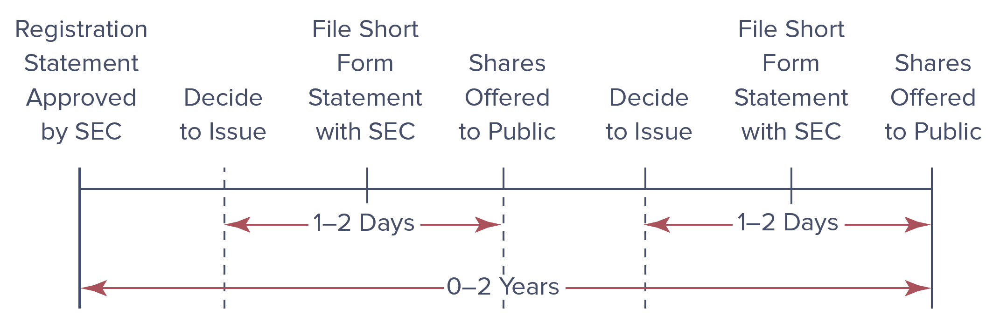 Registration
Statement
Approved
by SEC
Decide
to Issue
File Short
Form
Statement
with SEC
Shares
Offered
to Public
Decide
to Issue
File Short
Form
Statement
with SEC
Shares
Offered
to Public
1–2 Days
1–2 Days
0–2 Years